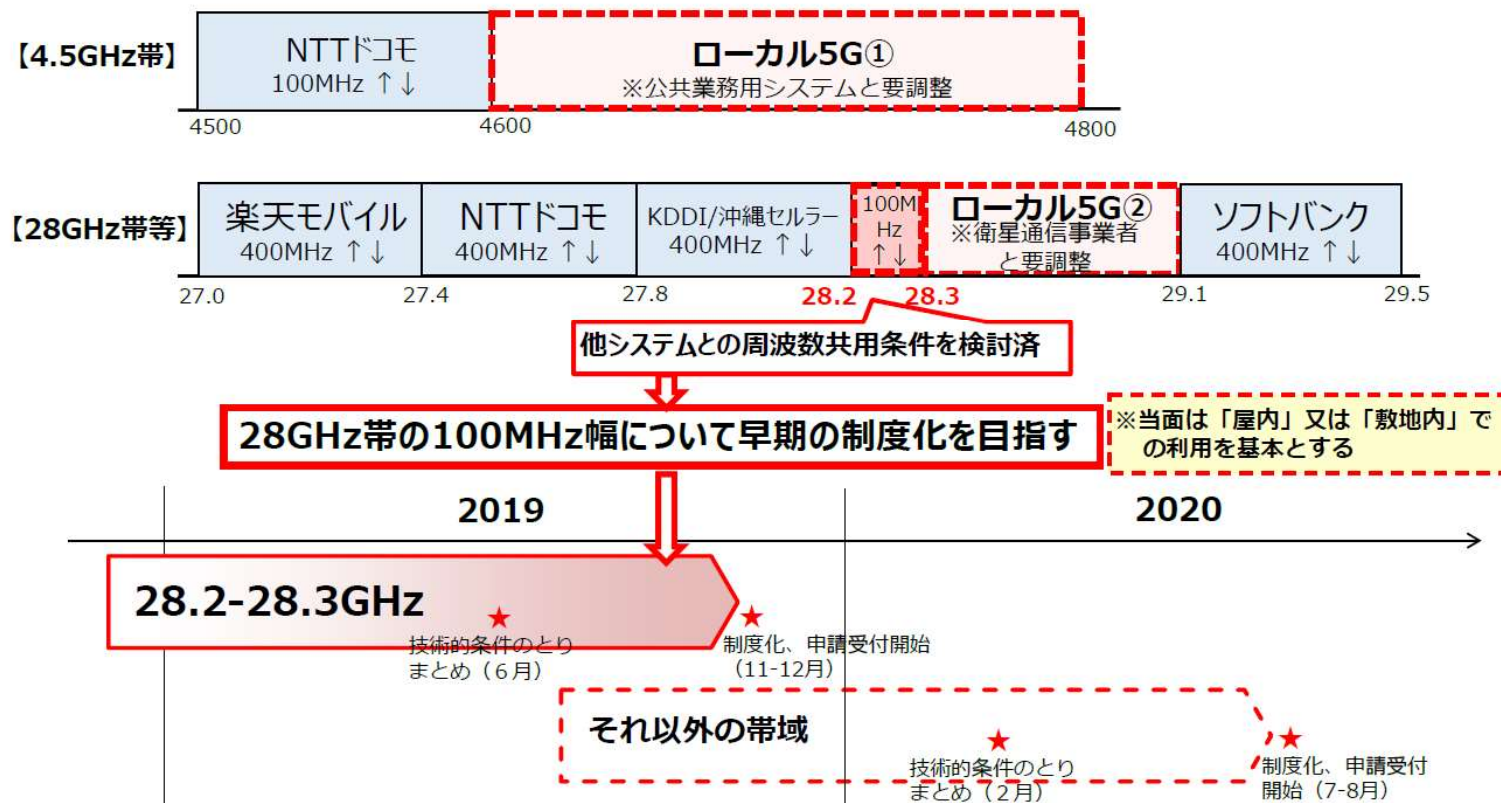 【4.5GHz帯】
NTTドコモ
100MHz ↑↓
ローカル5G①
※公共業務用システムと要調整
4500
4600
4800
【28GHz帯等】
楽天モバイル
400MHz ↑↓
NTTドコモ
400MHz ↑↓
KDDI/沖縄セルラー
400MHz ↑↓
100M
Hz
↑↓
ローカル5G②
※衛星通信事業者
と要調整
ソフトバンク
400MHz ↑↓
27.0
27.4
27.8
28.2
28.3
29.1
29.5
他システムとの周波数共用条件を検討済
28GHz帯の100MHz幅について早期の制度化を目指す
※当面は「屋内」又は「敷地内」で
の利用を基本とする
2019
2020
28.2-28.3GHz
★
技術的条件のとり
まとめ（６月）
★
制度化、申請受付開始
（11-12月）
それ以外の帯域
★
技術的条件のとり
まとめ（２月）
★
制度化、申請受付
開始（7-8月）